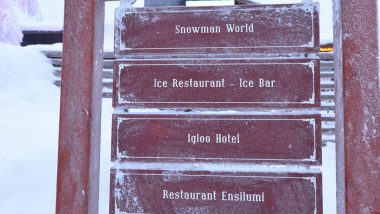 Snowman World
Ice Restaurant - Ice Bar
Igloo Hotel
Restaurant Ensilumi